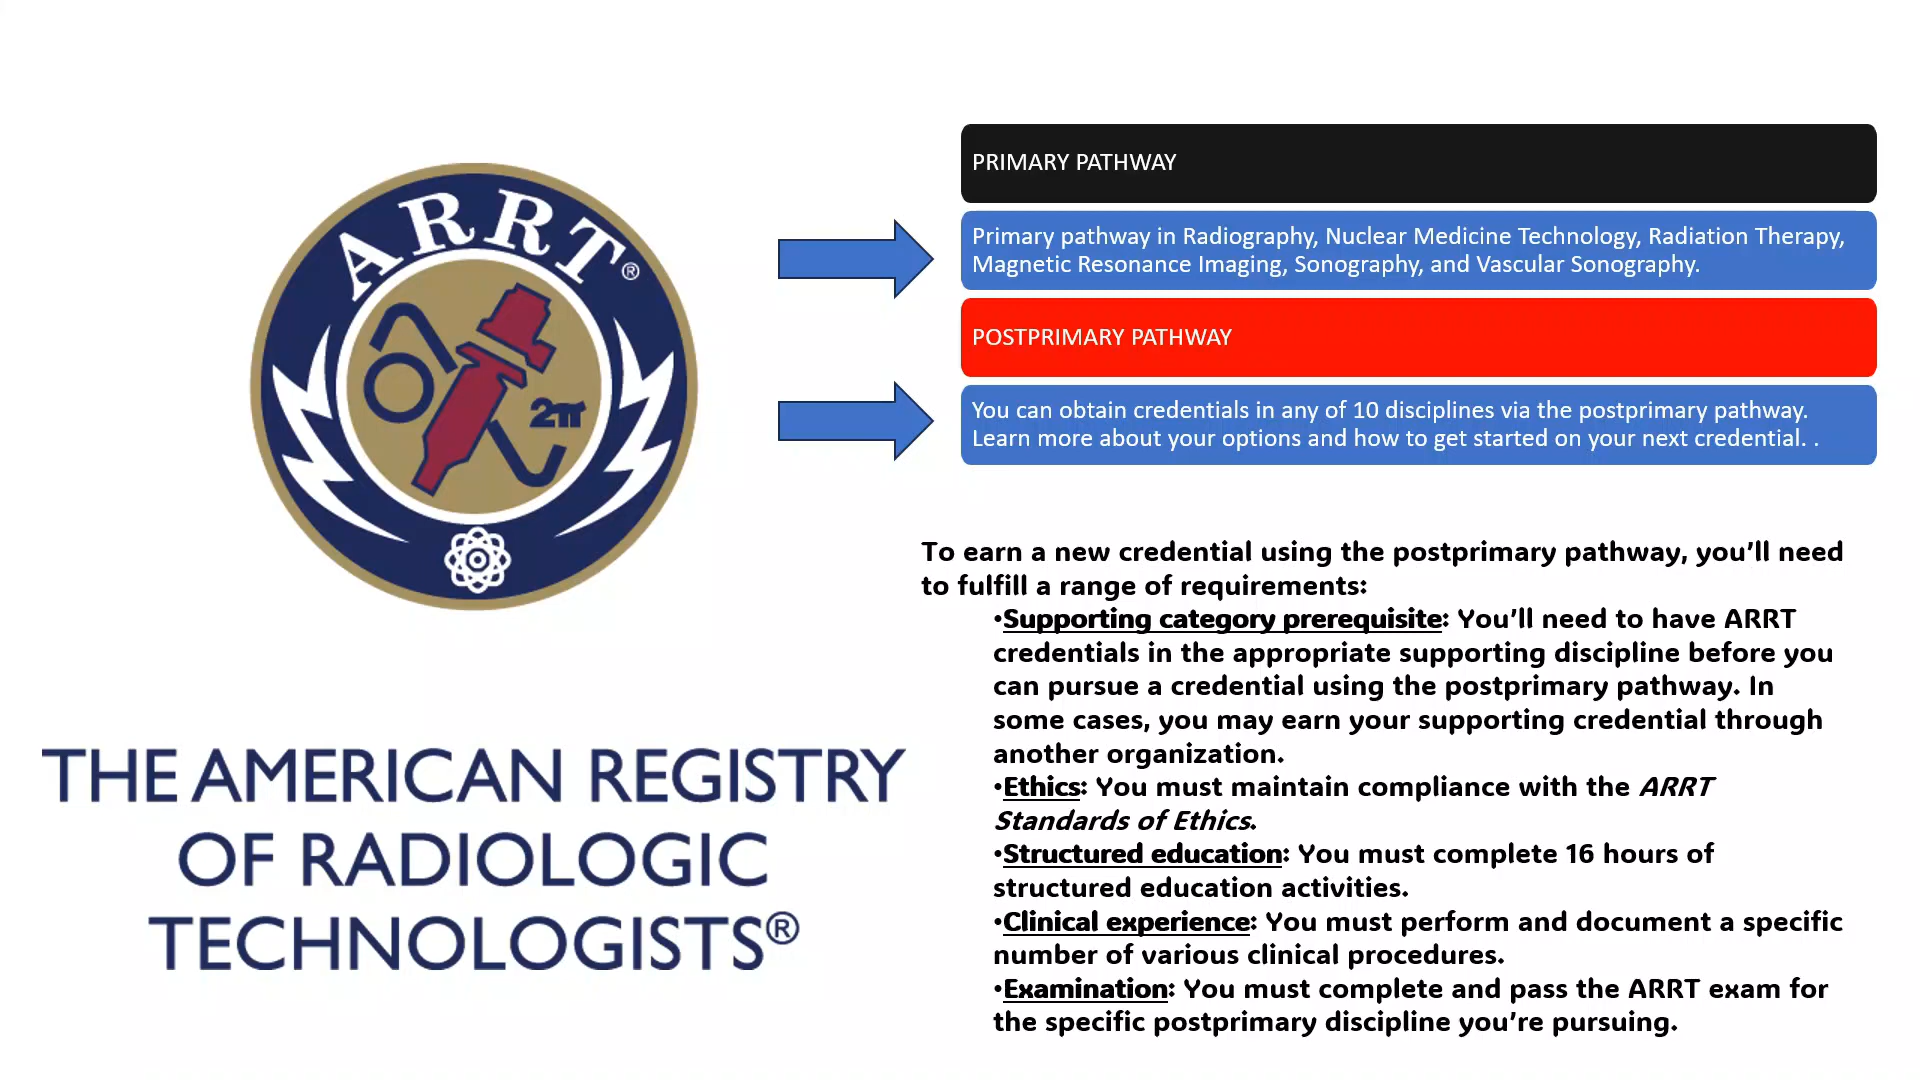 ARRT®
2π
THE AMERICAN REGISTRY
OF RADIOLOGIC
TECHNOLOGISTS®
PRIMARY PATHWAY
Primary pathway in Radiography, Nuclear Medicine Technology, Radiation Therapy,
Magnetic Resonance Imaging, Sonography, and Vascular Sonography.
POSTPRIMARY PATHWAY
You can obtain credentials in any of 10 disciplines via the postprimary pathway.
Learn more about your options and how to get started on your next credential. .
To earn a new credential using the postprimary pathway, you’ll need
to fulfill a range of requirements:
•Supporting category prerequisite: You’ll need to have ARRT
credentials in the appropriate supporting discipline before you
can pursue a credential using the postprimary pathway. In
some cases, you may earn your supporting credential through
another organization.
•Ethics: You must maintain compliance with the ARRT
Standards of Ethics.
•Structured education: You must complete 16 hours of
structured education activities.
•Clinical experience: You must perform and document a specific
number of various clinical procedures.
•Examination: You must complete and pass the ARRT exam for
the specific postprimary discipline you’re pursuing.